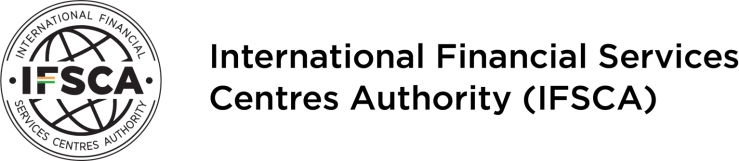 INTERNATIONAL FINANCIAL
IFSCA
SERVICES CENTRES AUTHORITY
International Financial Services
Centres Authority (IFSCA)